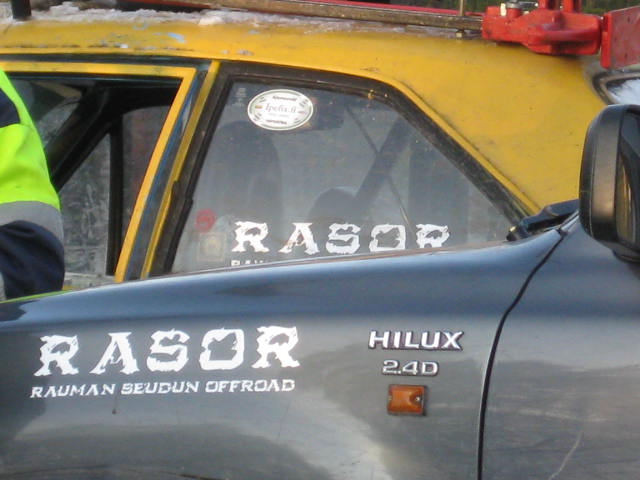 RASOR
RASOR
RAUMAN SEUDUN OFFROAD
HILUX
2.4D